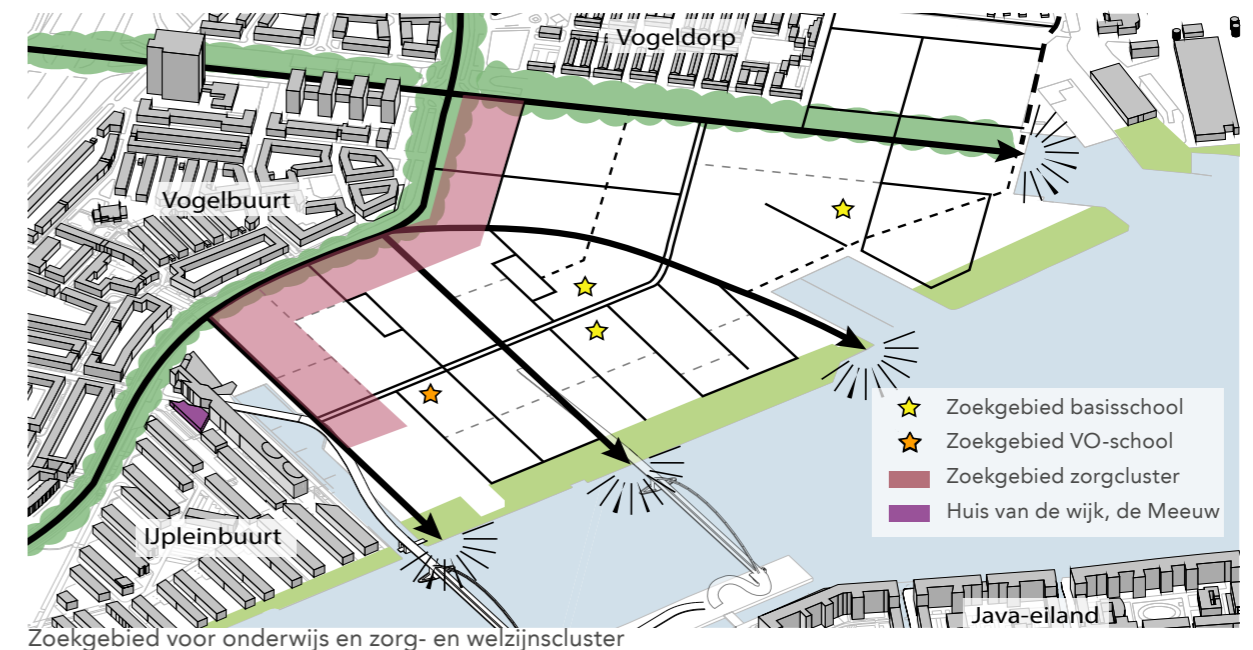 Vogeldorp
Vogelbuurt
IJpleinbuurt
Java-eiland
Zoekgebied basisschool
Zoekgebied VO-school
Zoekgebied zorgcluster
Huis van de wijk, de Meeuw
Zoekgebied voor onderwijs en zorg- en welzijnscluster